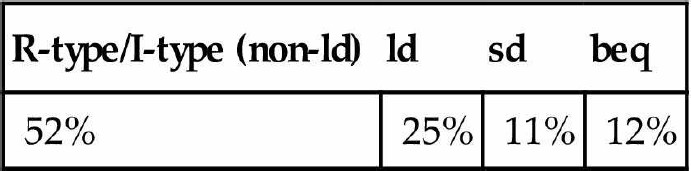 R-type/I-type (non-ld) ld sd beq
52% 25% 11% 12%